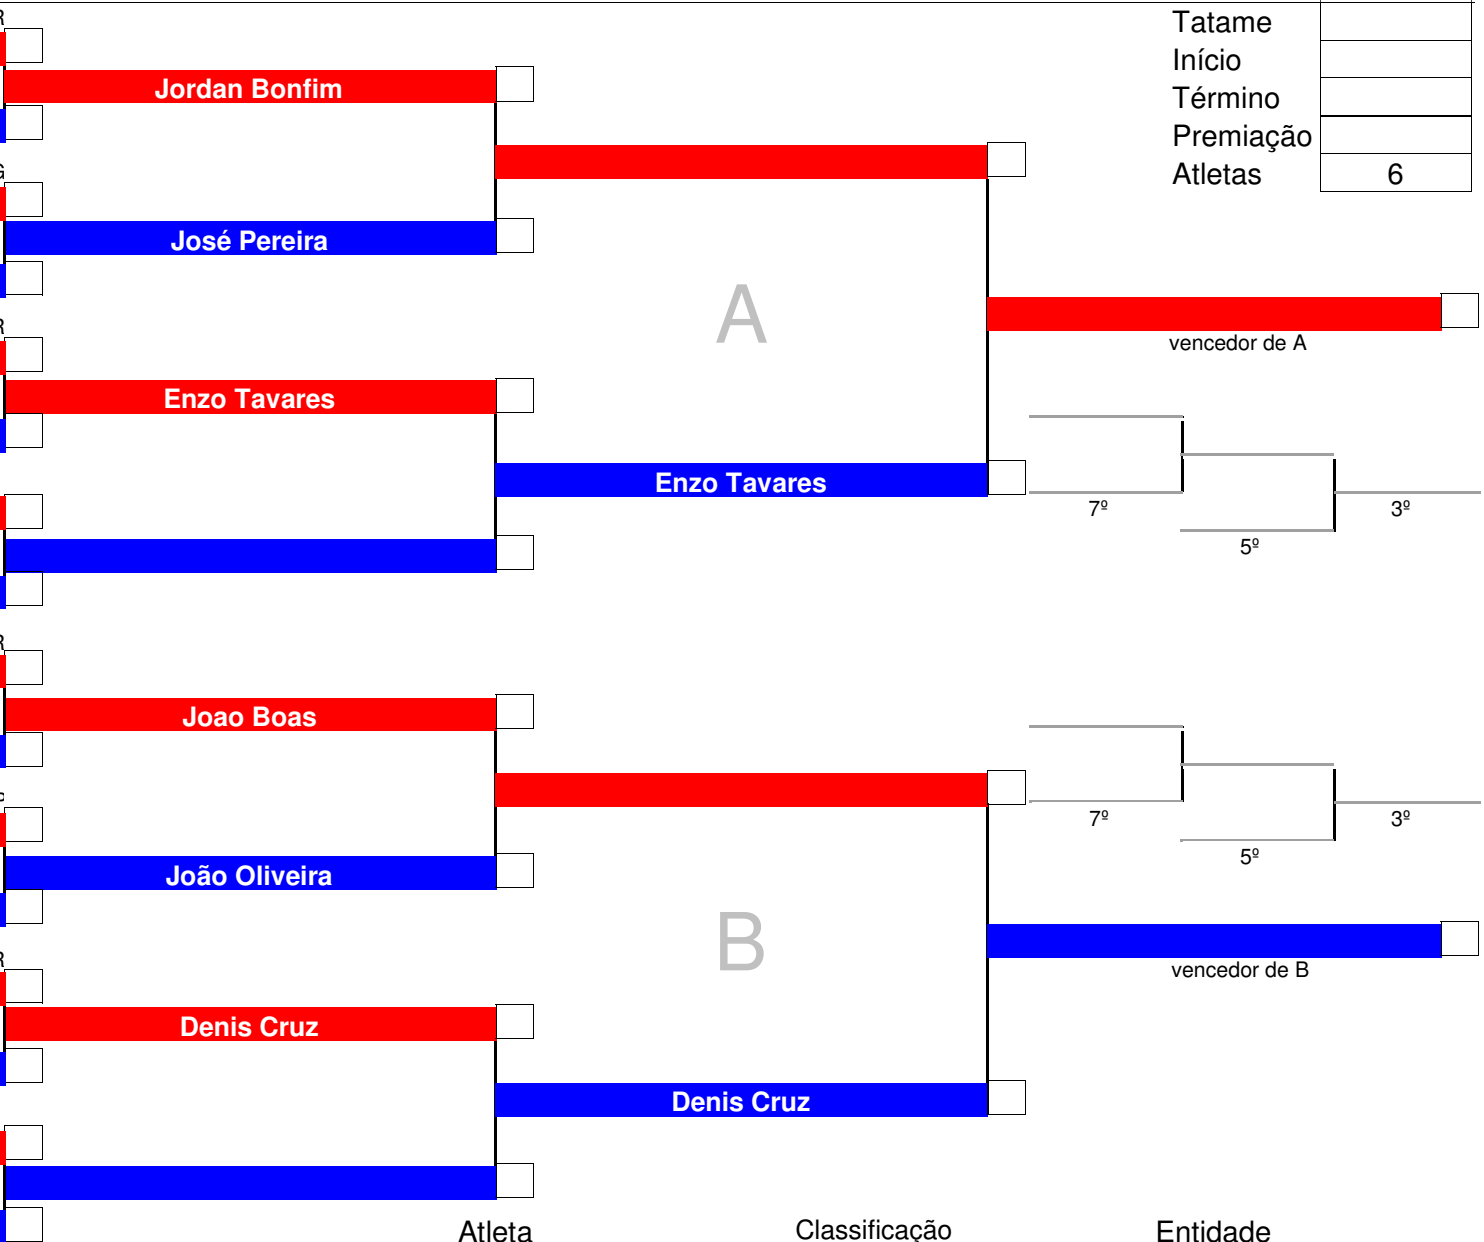 Tatame
Início
Término
Premiação
Atletas 6
Jordan Bonfim
José Pereira
A
vencedor de A
Enzo Tavares
Enzo Tavares
7º
3º
5º
Joao Boas
7º
3º
5º
João Oliveira
B
vencedor de B
Denis Cruz
Denis Cruz
Atleta Classificação Entidade